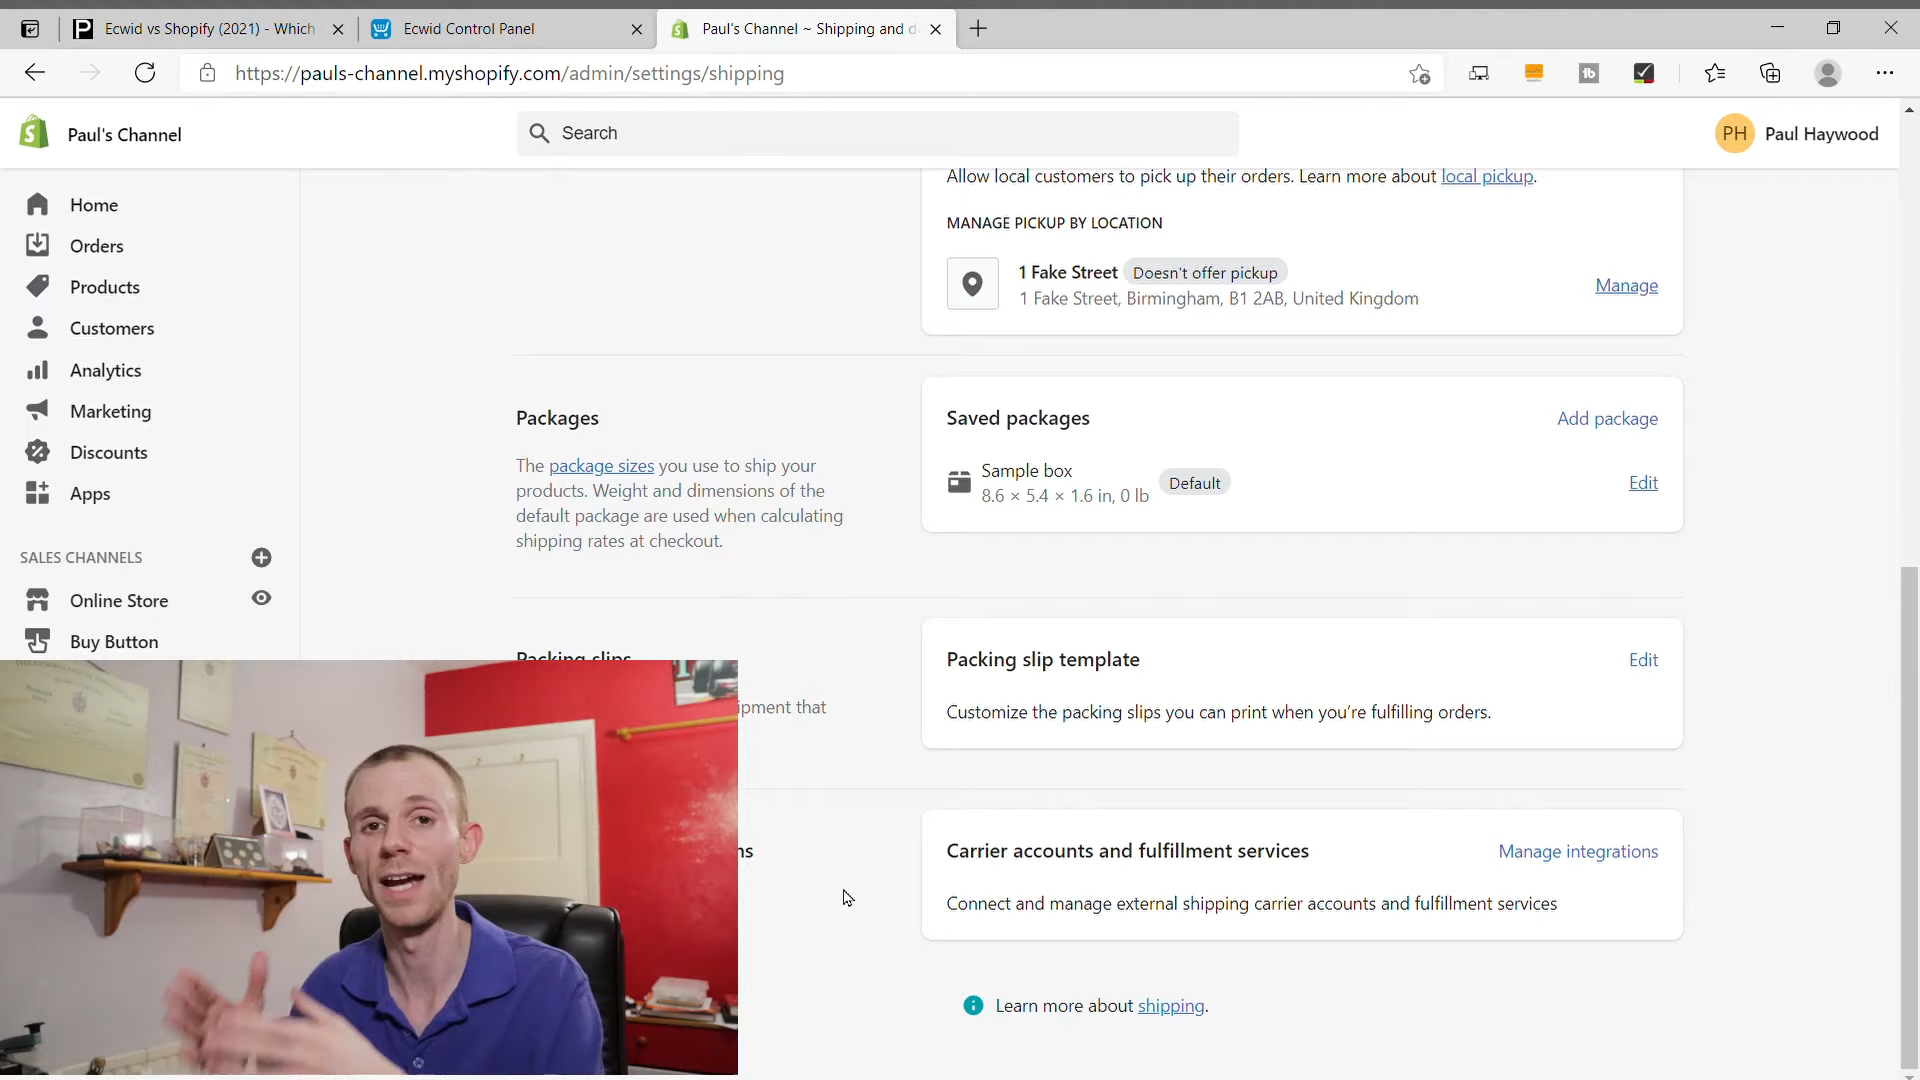 Ecwid vs Shopify (2021) - Which
Ecwid Control Panel
Paul's Channel ~ Shipping and d
https://pauls-channel.myshopify.com/admin/settings/shipping
Paul's Channel
Search
PH Paul Haywood
Home
Orders
Products
Customers
Analytics
Marketing
Discounts
Apps
SALES CHANNELS
Online Store
Buy Button
Allow local customers to pick up their orders. Learn more about local pickup.
MANAGE PICKUP BY LOCATION
1 Fake Street Doesn't offer pickup
1 Fake Street, Birmingham, B1 2AB, United Kingdom
Manage
Packages
The package sizes you use to ship your
products. Weight and dimensions of the
default package are used when calculating
shipping rates at checkout.
Saved packages
Add package
Sample box
8.6 × 5.4 × 1.6 in, 0 lb
Default
Edit
Packing slips
ipment that
Packing slip template
Edit
Customize the packing slips you can print when you're fulfilling orders.
ns
Carrier accounts and fulfillment services
Manage integrations
Connect and manage external shipping carrier accounts and fulfillment services
Learn more about shipping.